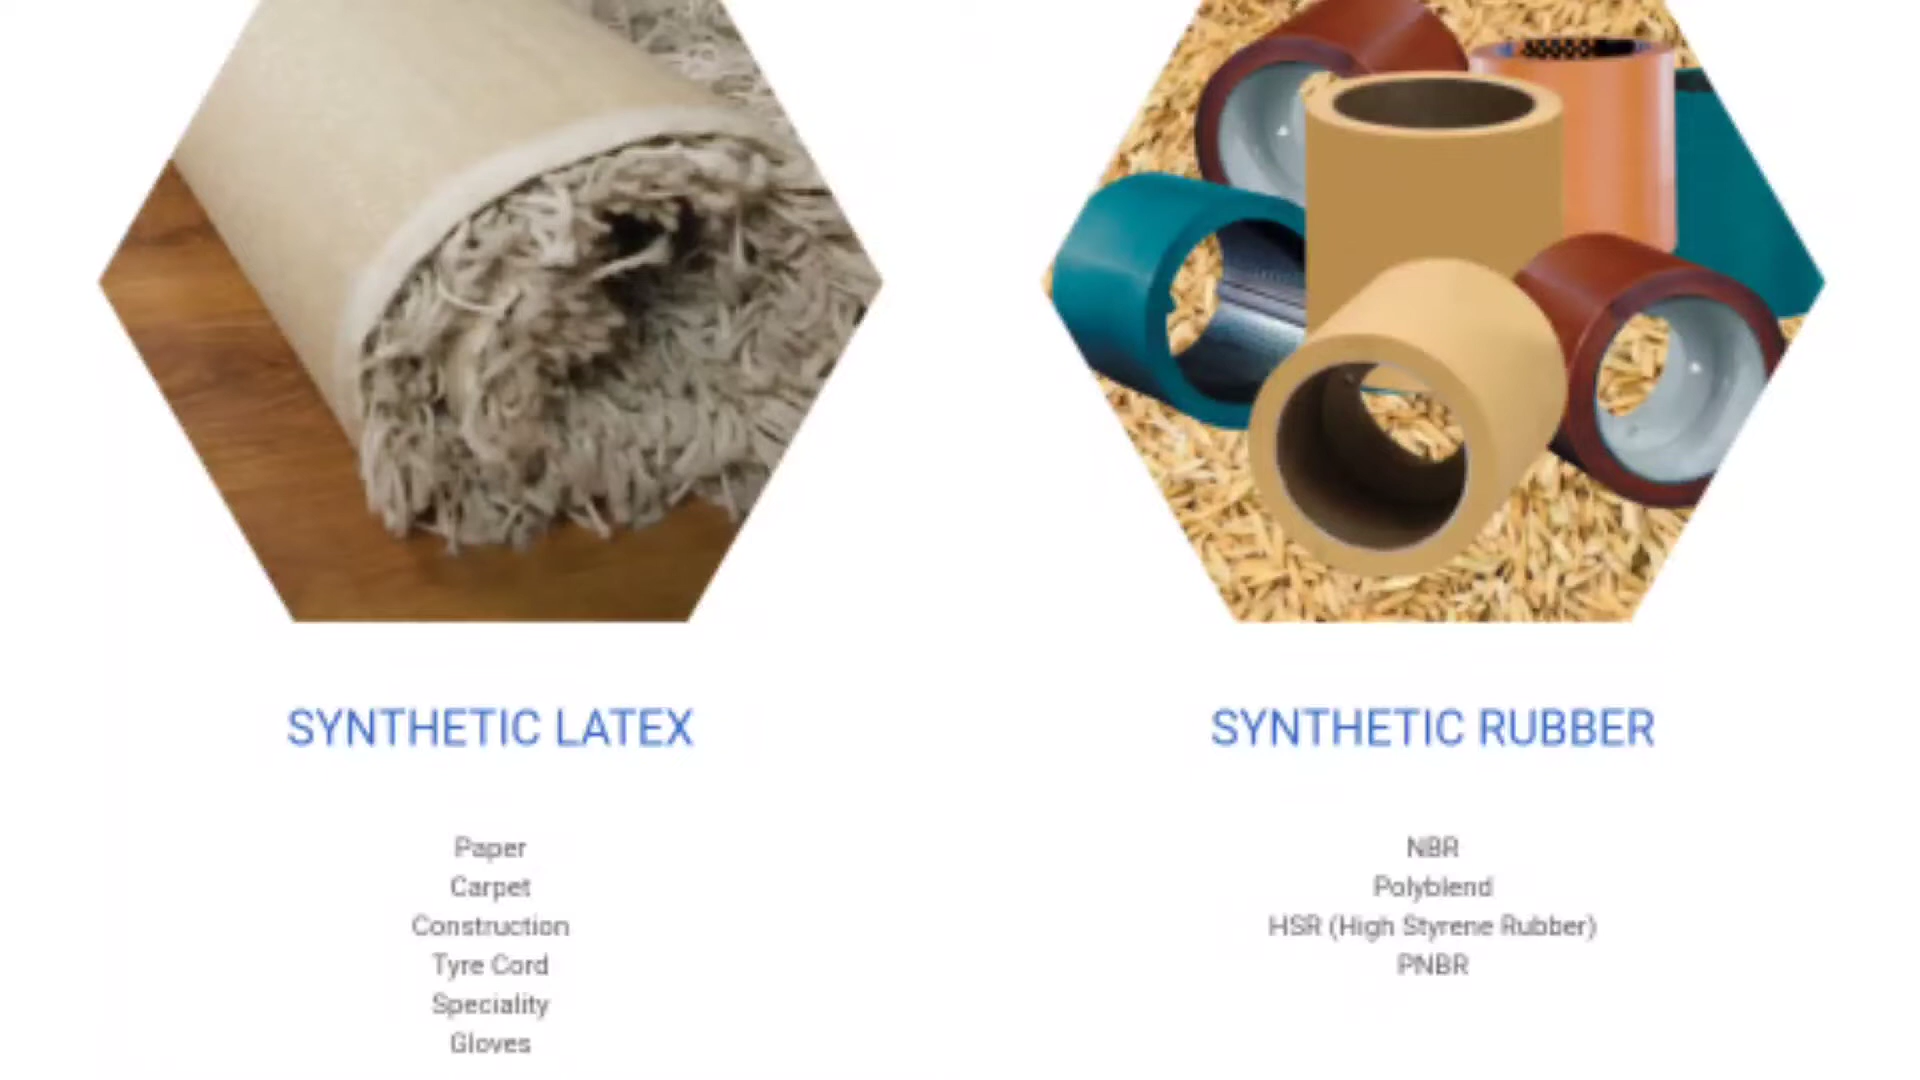 SYNTHETIC LATEX
Paper
Carpet
Construction
Tyre Cord
Speciality
Gloves
SYNTHETIC RUBBER
NBR
Polyblend
HSR (High Styrene Rubber)
PNBR